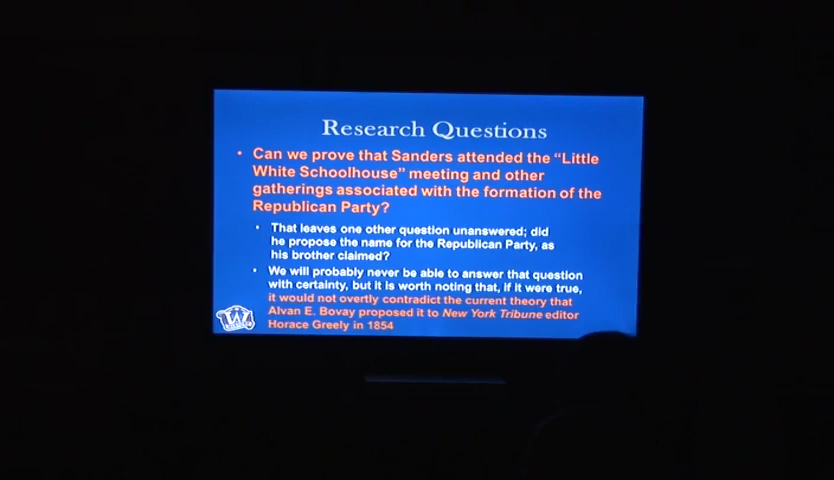 Research Questions
• Can we prove that Sanders attended the “Little
White Schoolhouse” meeting and other
gatherings associated with the formation of the
Republican Party?
• That leaves one other question unanswered; did
he propose the name for the Republican Party, as
his brother claimed?
• We will probably never be able to answer that question
with certainty, but it is worth noting that, if it were true,
it would not overtly contradict the current theory that
Alvan E. Bovay proposed it to New York Tribune editor
Horace Greely in 1854
W